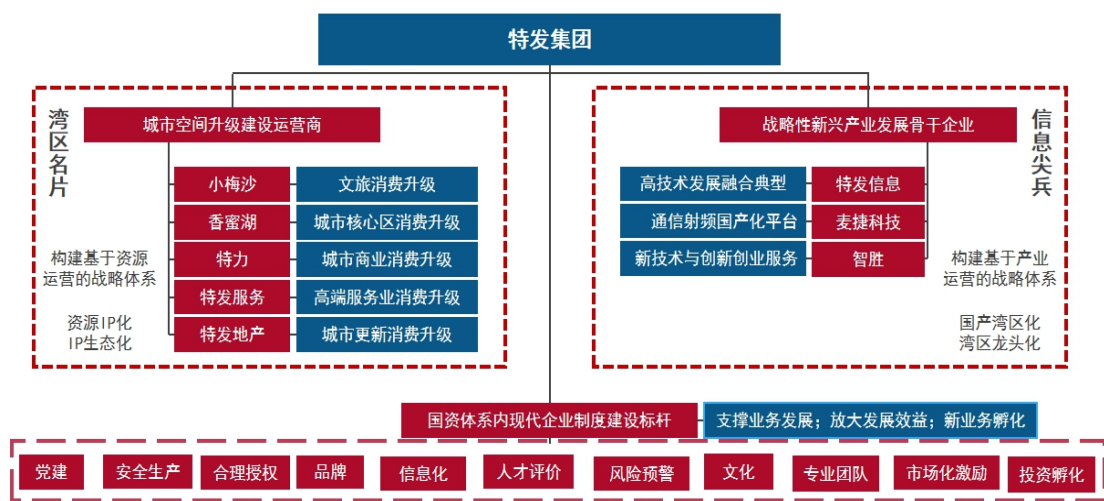 特发集团
湾区名片
城市空间升级建设运营商
小梅沙
文旅消费升级
香蜜湖
城市核心区消费升级
特力
城市商业消费升级
特发服务
高端服务业消费升级
特发地产
城市更新消费升级
构建基于资源
运营的战略体系
资源IP化
IP生态化
战略性新兴产业发展骨干企业
信息尖兵
高技术发展融合典型
特发信息
通信射频国产化平台
麦捷科技
新技术与创新创业服务
智胜
构建基于产业
运营的战略体系
国产湾区化
湾区龙头化
国资体系内现代企业制度建设标杆
支撑业务发展；放大发展效益；新业务孵化
党建
安全生产
合理授权
品牌
信息化
人才评价
风险预警
文化
专业团队
市场化激励
投资孵化